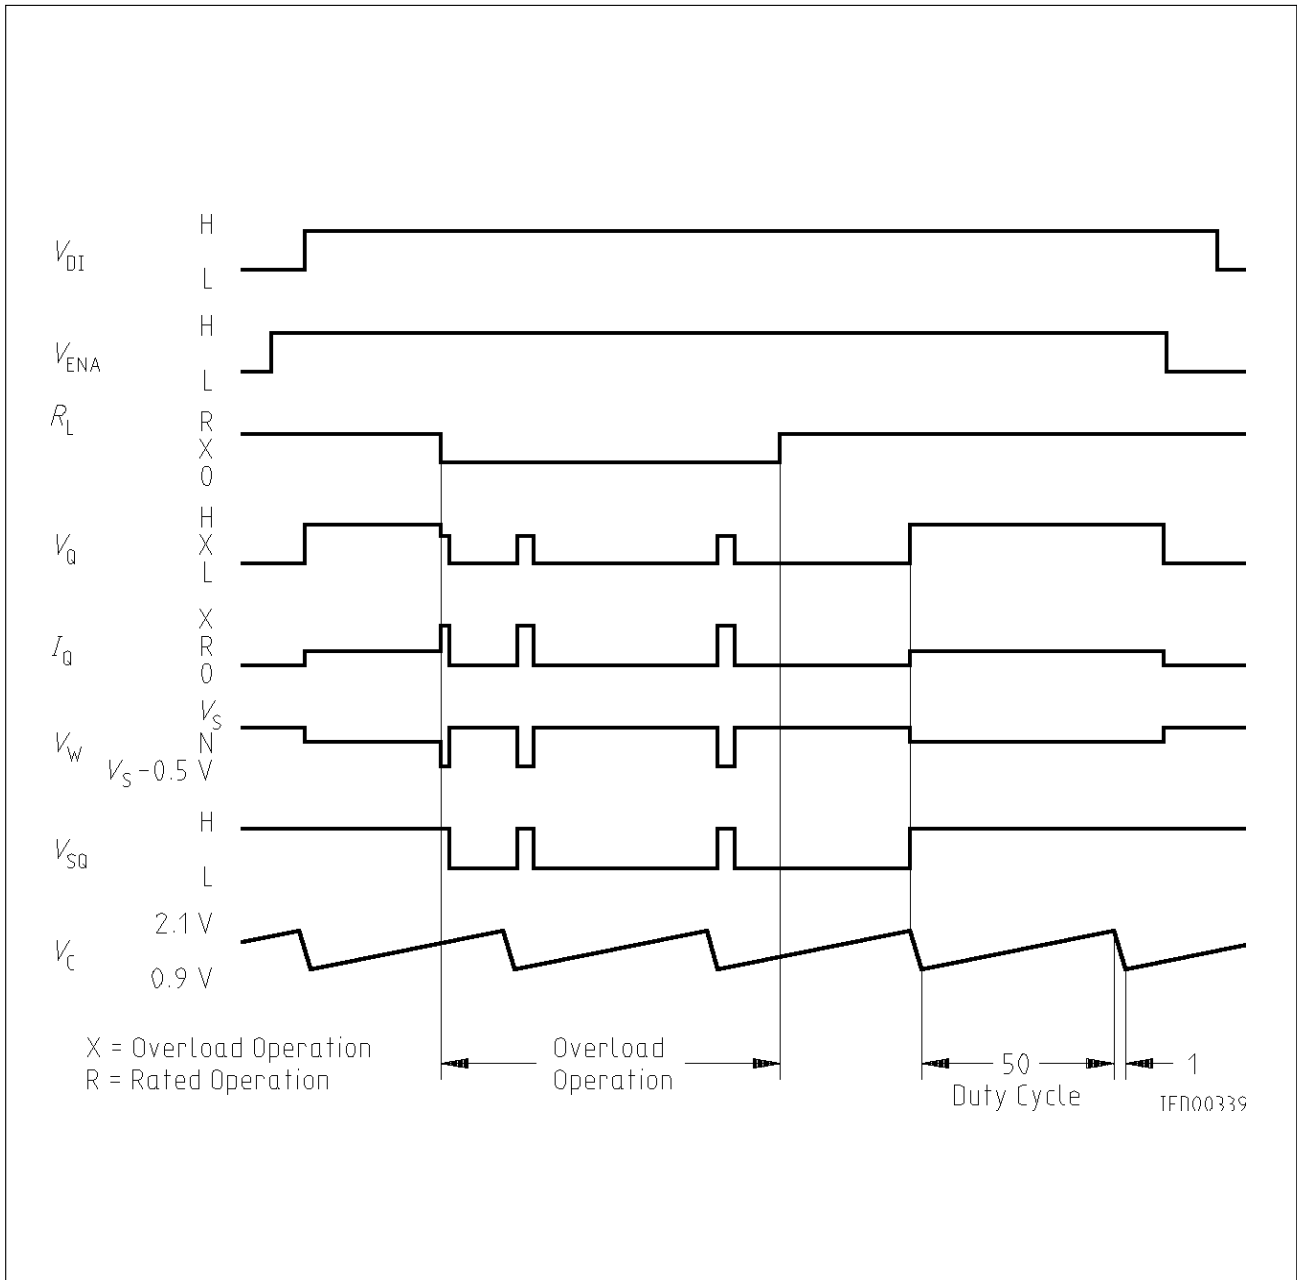 H
V_DI
L
H
V_ENA
L
R_L
R
X
0
H
V_Q
X
L
X
I_Q
R
0
V_S
V_W
N
V_S-0.5 V
H
V_SQ
L
2.1 V
V_C
0.9 V
X = Overload Operation
R = Rated Operation
Overload
Operation
50
1
Duty Cycle